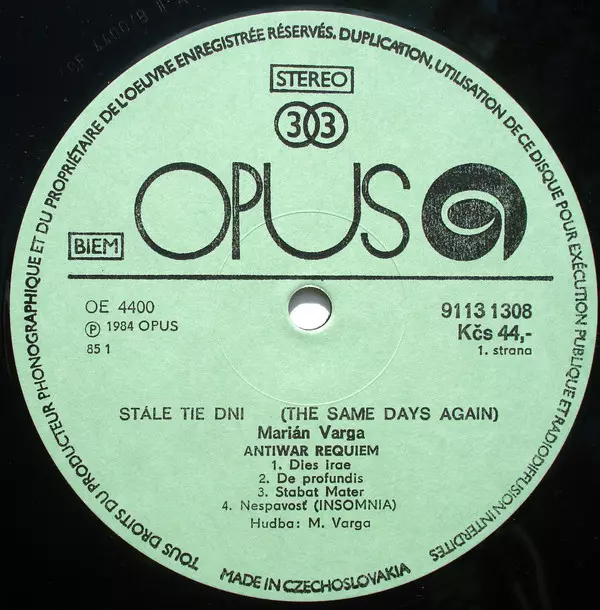 TOUS DROITS DU PRODUCTEUR PHONOGRAPHIQUE ET DU PROPRIÉTAIRE DE L'OEUVRE ENREGISTRÉE RÉSERVÉS. DUPLICATION, UTILISATION DE CE DISQUE POUR EXÉCUTION PUBLIQUE ET RADIODIFFUSION INTERDITES
STEREO
33
OPUS
BIEM
OE 4400
Ⓟ 1984 OPUS
85 1
9113 1308
Kčs 44,-
1. strana
STÁLE TIE DNI (THE SAME DAYS AGAIN)
Marián Varga
ANTIWAR REQUIEM
1. Dies irae
2. De profundis
3. Stabat Mater
4. Nespavosť (INSOMNIA)
Hudba: M. Varga
MADE IN CZECHOSLOVAKIA